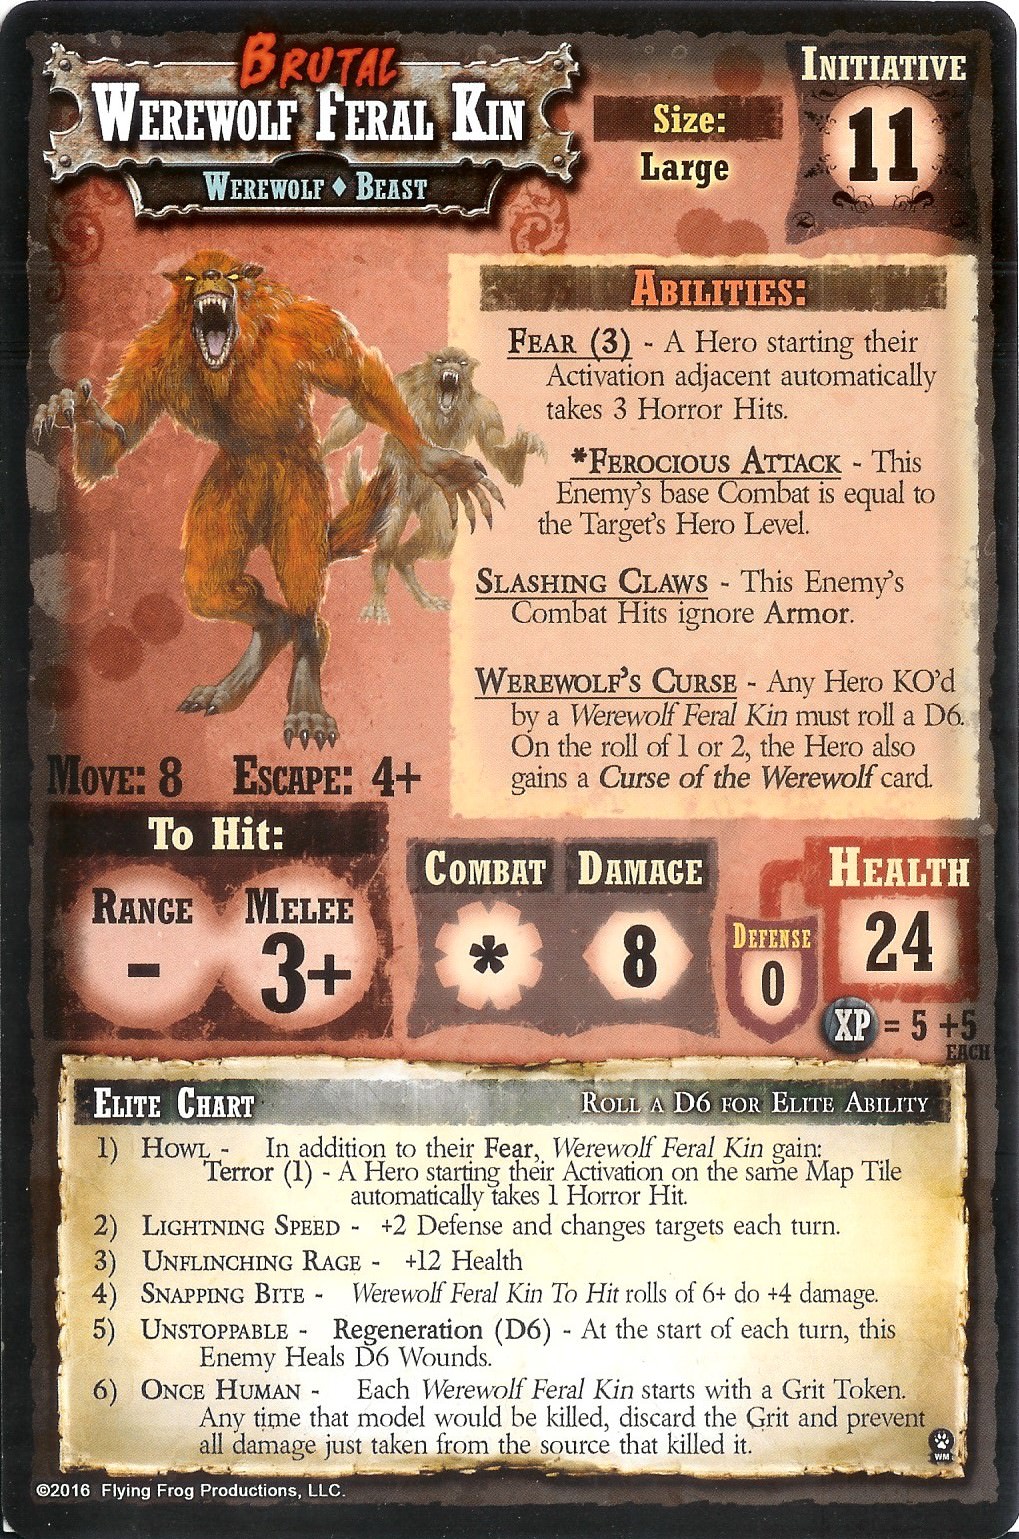 Brutal
Werewolf Feral Kin
Werewolf ♦ Beast
Size:
Large
Initiative
11
Abilities:
Fear (3) - A Hero starting their
Activation adjacent automatically
takes 3 Horror Hits.
*Ferocious Attack - This
Enemy's base Combat is equal to
the Target's Hero Level.
Slashing Claws - This Enemy's
Combat Hits ignore Armor.
Werewolf's Curse - Any Hero KO'd
by a Werewolf Feral Kin must roll a D6.
On the roll of 1 or 2, the Hero also
gains a Curse of the Werewolf card.
Move: 8 Escape: 4+
To Hit:
Range Melee
- 3+
Combat
*
Damage
8
Defense
0
Health
24
XP = 5 +5
EACH
Elite Chart Roll a D6 for Elite Ability
1) Howl - In addition to their Fear, Werewolf Feral Kin gain:
Terror (1) - A Hero starting their Activation on the same Map Tile
automatically takes 1 Horror Hit.
2) Lightning Speed - +2 Defense and changes targets each turn.
3) Unflinching Rage - +12 Health
4) Snapping Bite - Werewolf Feral Kin To Hit rolls of 6+ do +4 damage.
5) Unstoppable - Regeneration (D6) - At the start of each turn, this
Enemy Heals D6 Wounds.
6) Once Human - Each Werewolf Feral Kin starts with a Grit Token.
Any time that model would be killed, discard the Grit and prevent
all damage just taken from the source that killed it.
WM
©2016 Flying Frog Productions, LLC.